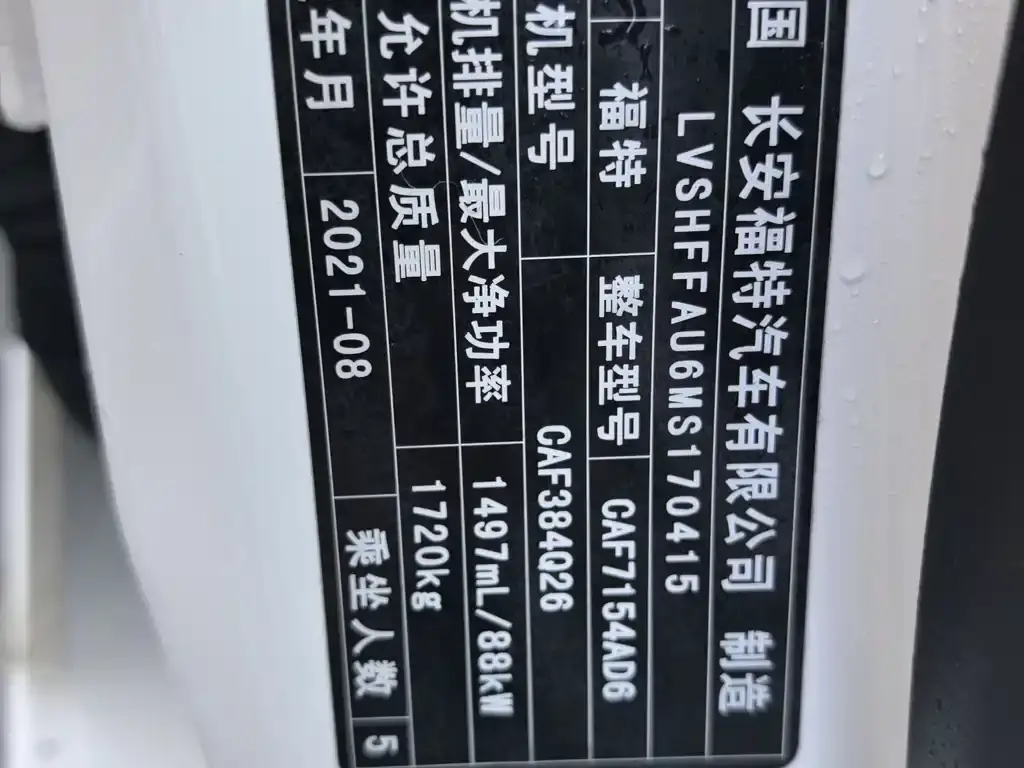 国 长安福特汽车有限公司 制造
LVSHFFAU6MS170415
福特 整车型号 CAF7154AD6
机型号 CAF384Q26
机排量/最大净功率 1497mL/88kW
允许总质量 1720kg
年月 2021-08 乘坐人数 5